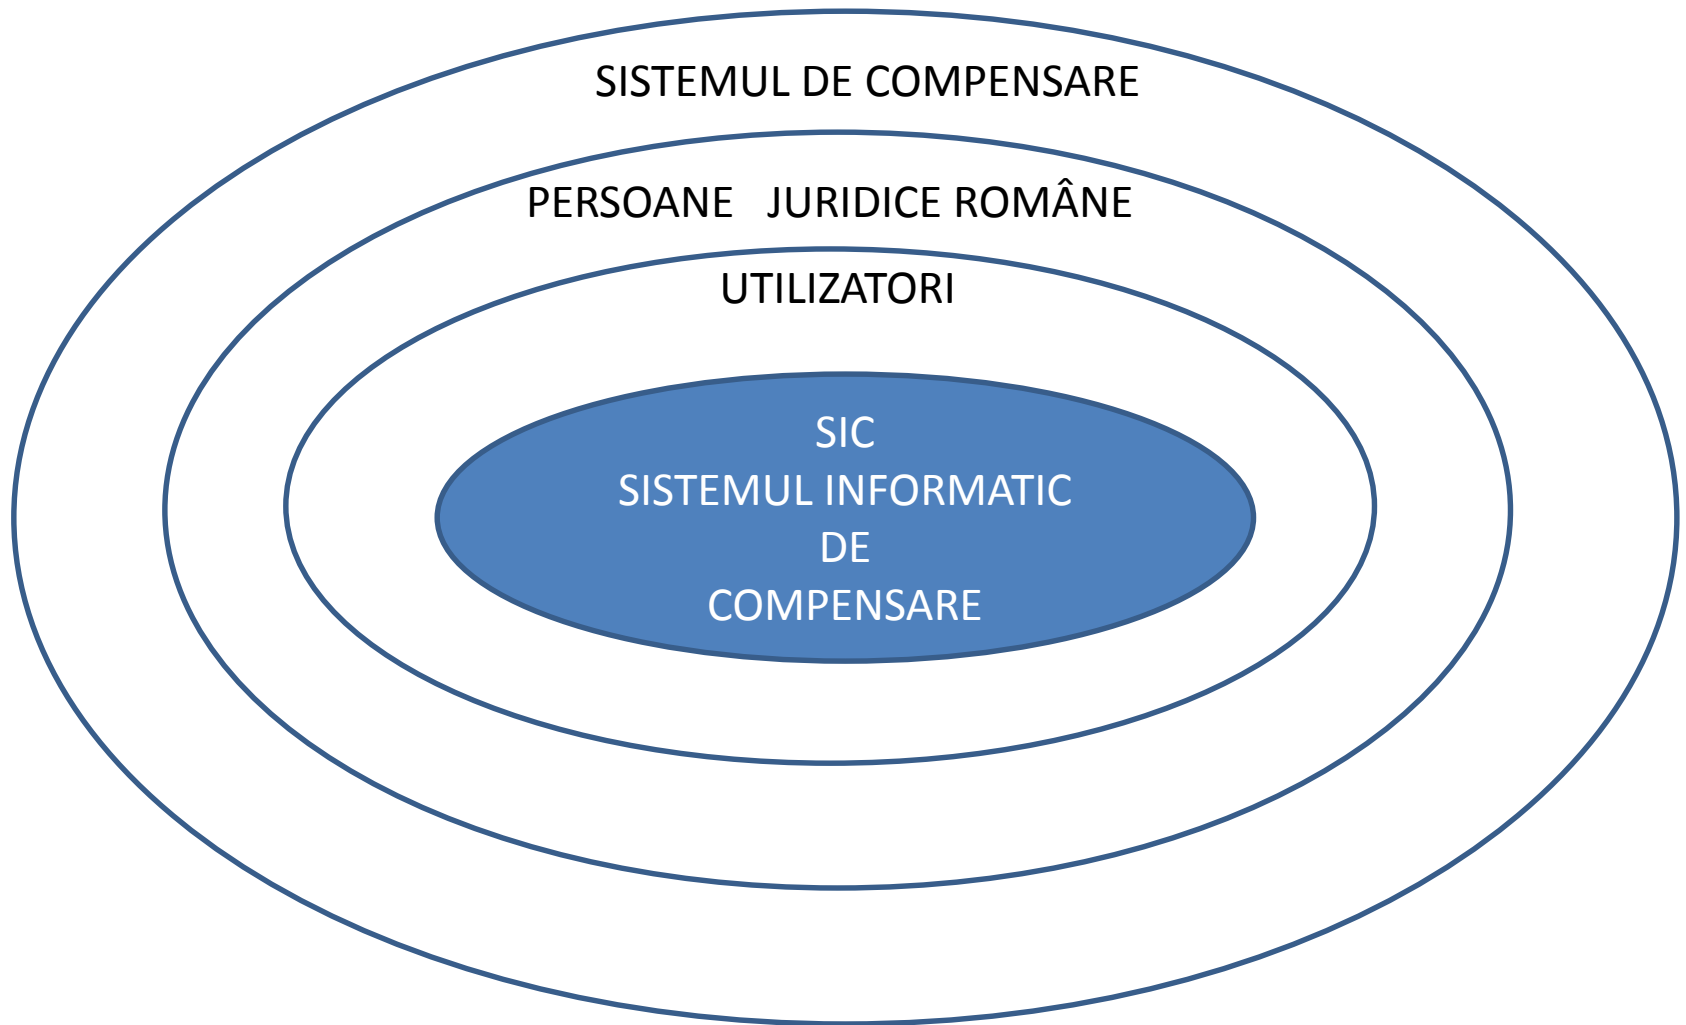 SISTEMUL DE COMPENSARE
PERSOANE JURIDICE ROMÂNE
UTILIZATORI
SIC
SISTEMUL INFORMATIC
DE
COMPENSARE